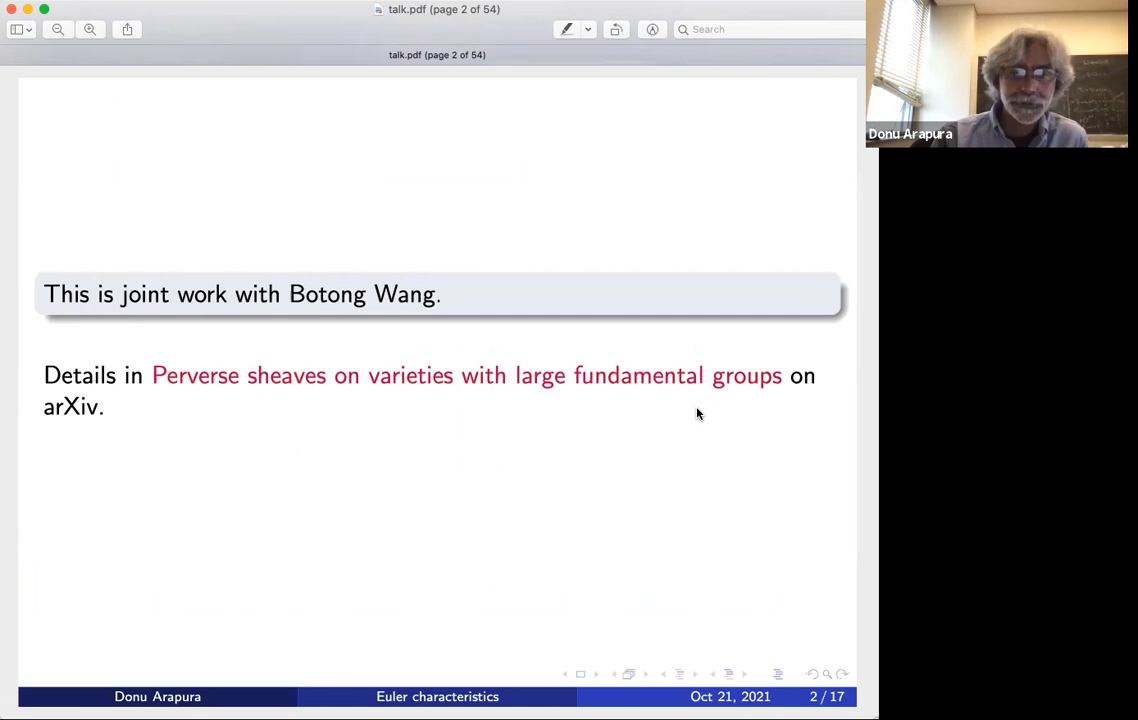 talk.pdf (page 2 of 54)
Search
talk.pdf (page 2 of 54)
Donu Arapura
This is joint work with Botong Wang.
Details in Perverse sheaves on varieties with large fundamental groups on
arXiv.
Donu Arapura
Euler characteristics
Oct 21, 2021
2 / 17